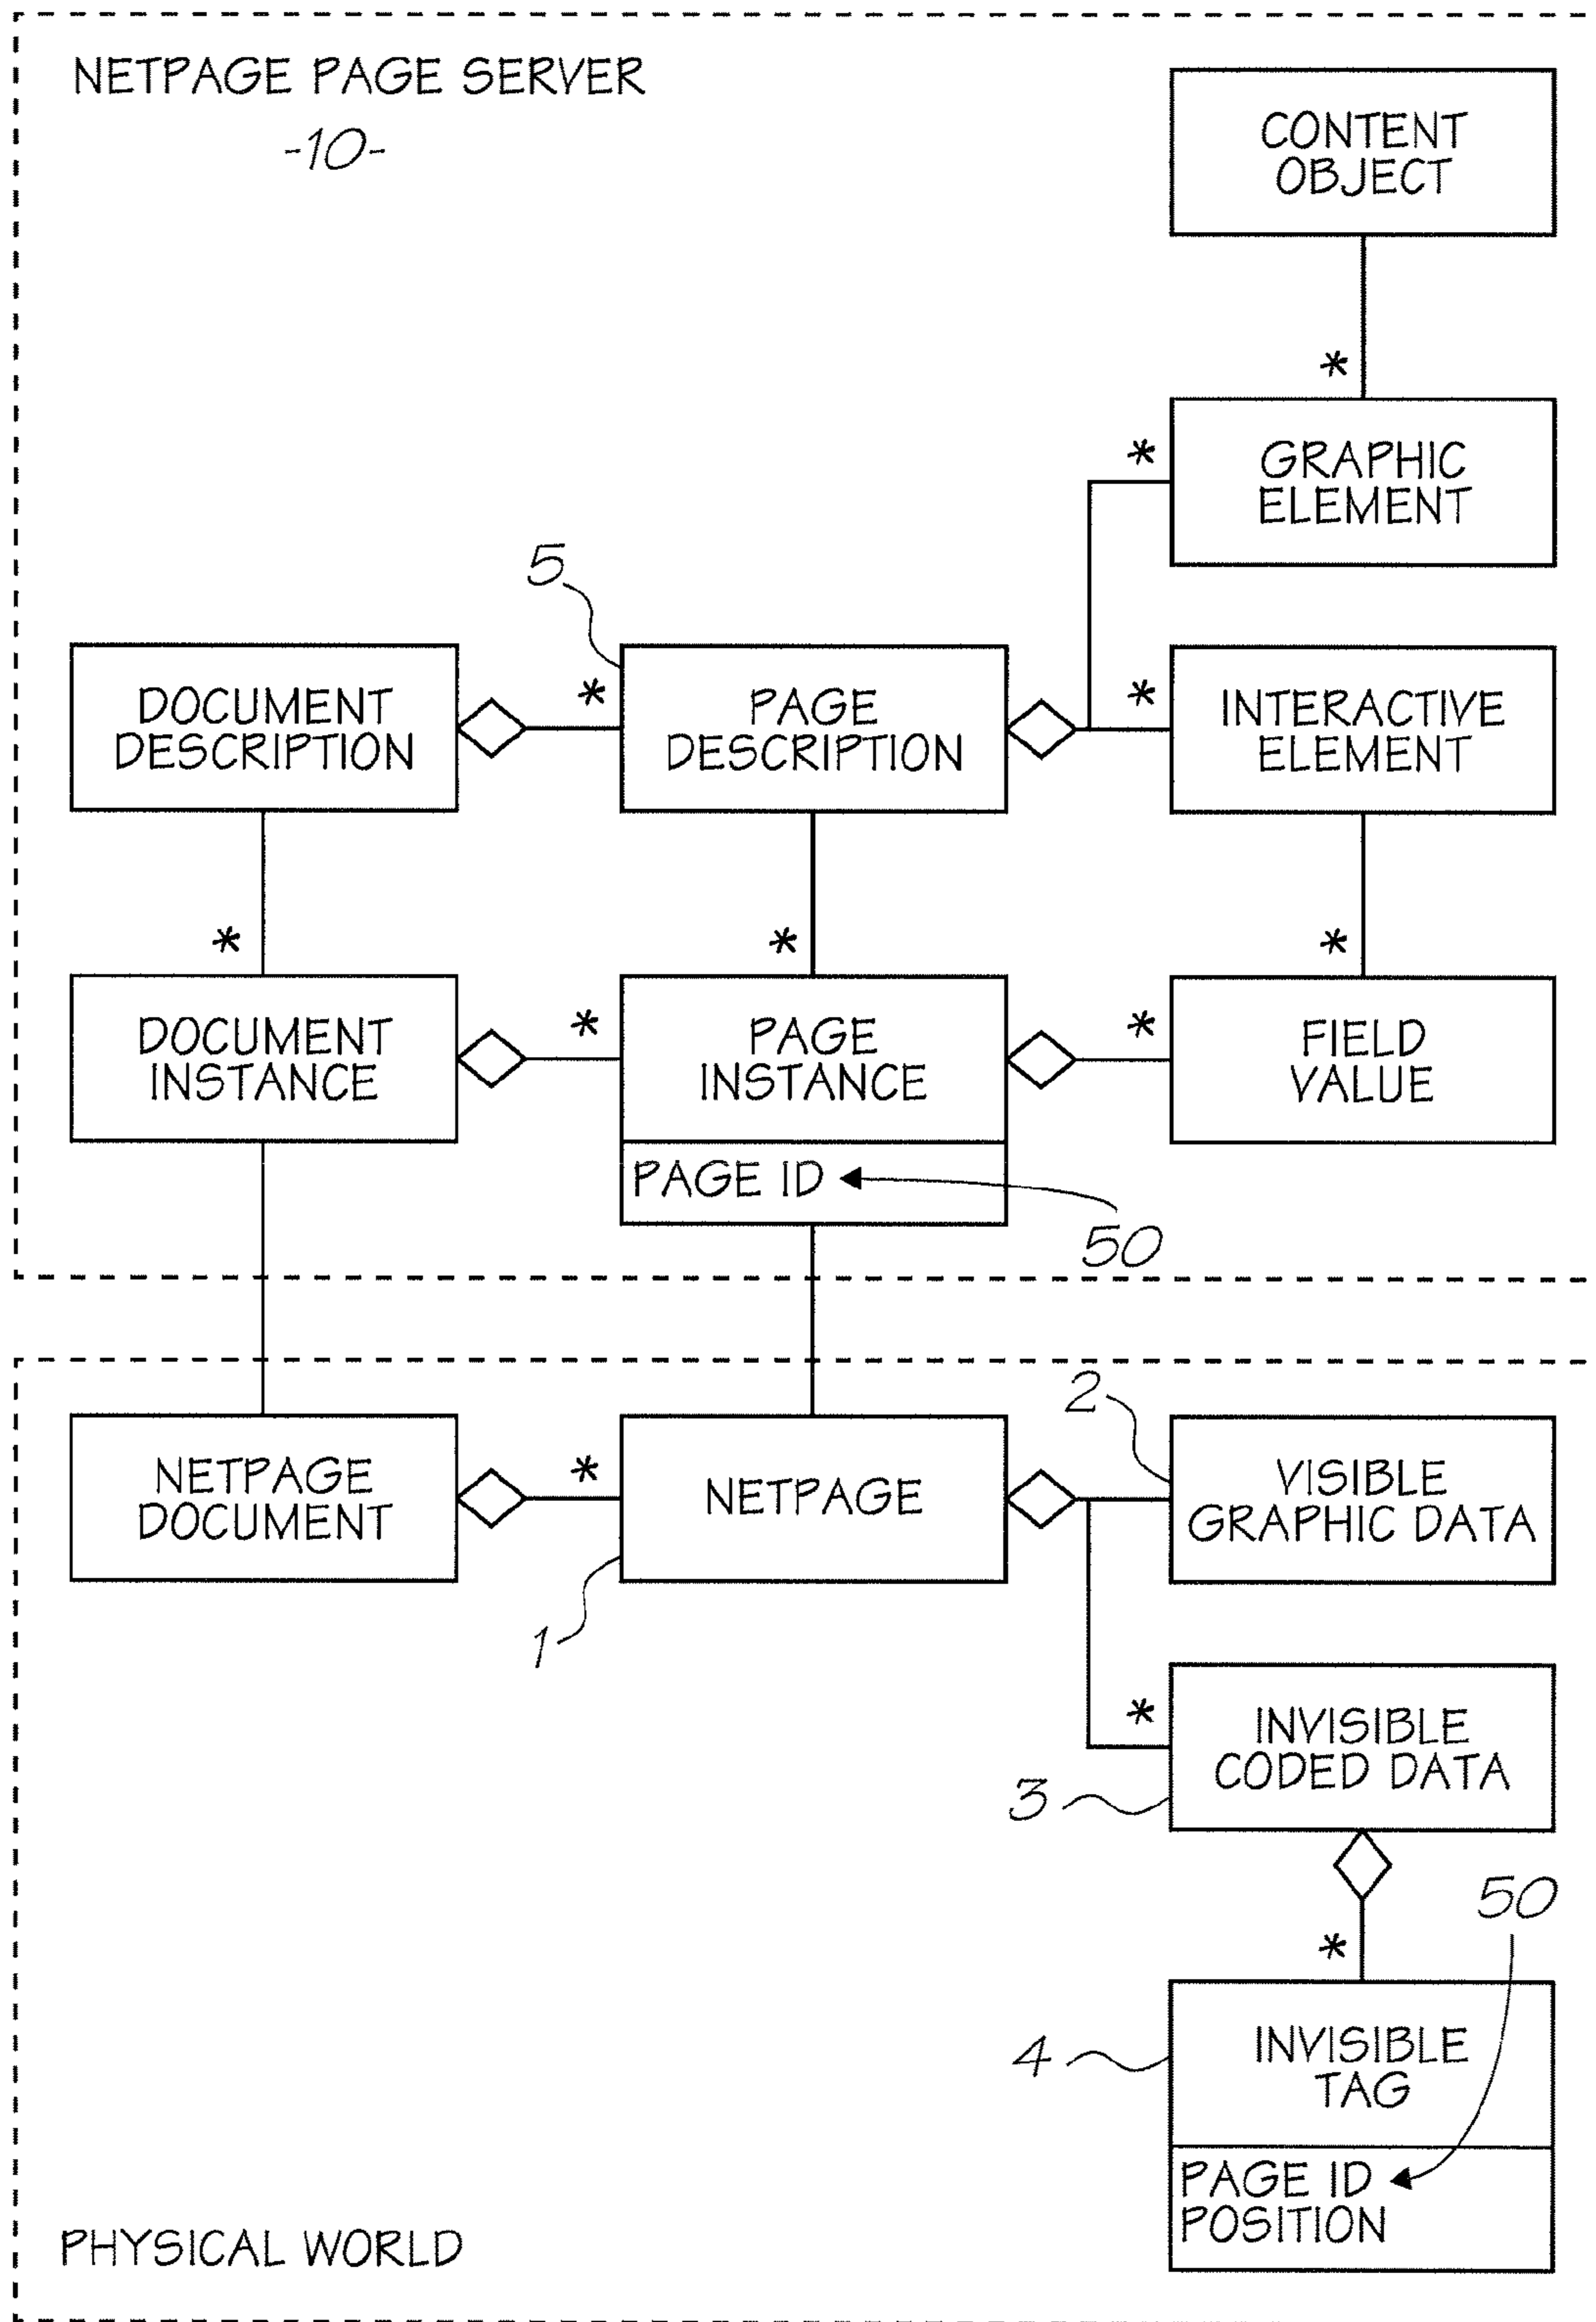 NETPAGE PAGE SERVER
-10-
CONTENT
OBJECT
*
*
GRAPHIC
ELEMENT
5
DOCUMENT
DESCRIPTION
*
PAGE
DESCRIPTION
*
INTERACTIVE
ELEMENT
*
*
*
DOCUMENT
INSTANCE
*
PAGE
INSTANCE
*
FIELD
VALUE
PAGE ID
50
NETPAGE
DOCUMENT
*
NETPAGE
1
2
VISIBLE
GRAPHIC DATA
*
INVISIBLE
CODED DATA
3
*
50
4
INVISIBLE
TAG
PAGE ID
POSITION
PHYSICAL WORLD